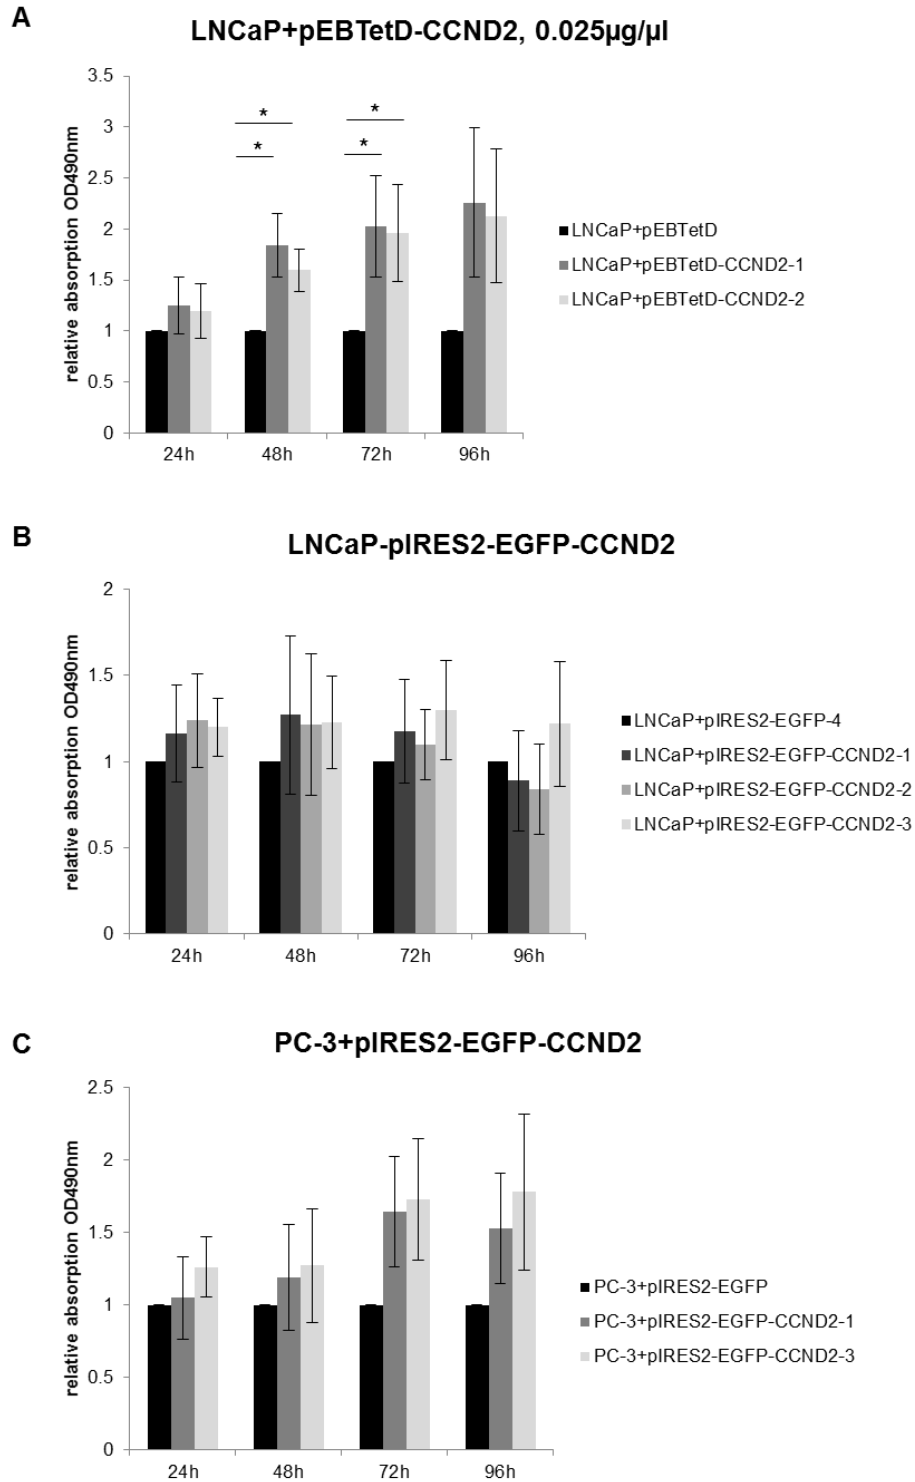 A
LNCaP+pEBTetD-CCND2, 0.025µg/µl
relative absorption OD490nm
3.5
3
2.5
2
1.5
1
0.5
0
* *
* *
24h 48h 72h 96h
LNCaP+pEBTetD
LNCaP+pEBTetD-CCND2-1
LNCaP+pEBTetD-CCND2-2
B
LNCaP-pIRES2-EGFP-CCND2
relative absorption OD490nm
2
1.5
1
0.5
0
24h 48h 72h 96h
LNCaP+pIRES2-EGFP-4
LNCaP+pIRES2-EGFP-CCND2-1
LNCaP+pIRES2-EGFP-CCND2-2
LNCaP+pIRES2-EGFP-CCND2-3
C
PC-3+pIRES2-EGFP-CCND2
relative absorption OD490nm
2.5
2
1.5
1
0.5
0
24h 48h 72h 96h
PC-3+pIRES2-EGFP
PC-3+pIRES2-EGFP-CCND2-1
PC-3+pIRES2-EGFP-CCND2-3